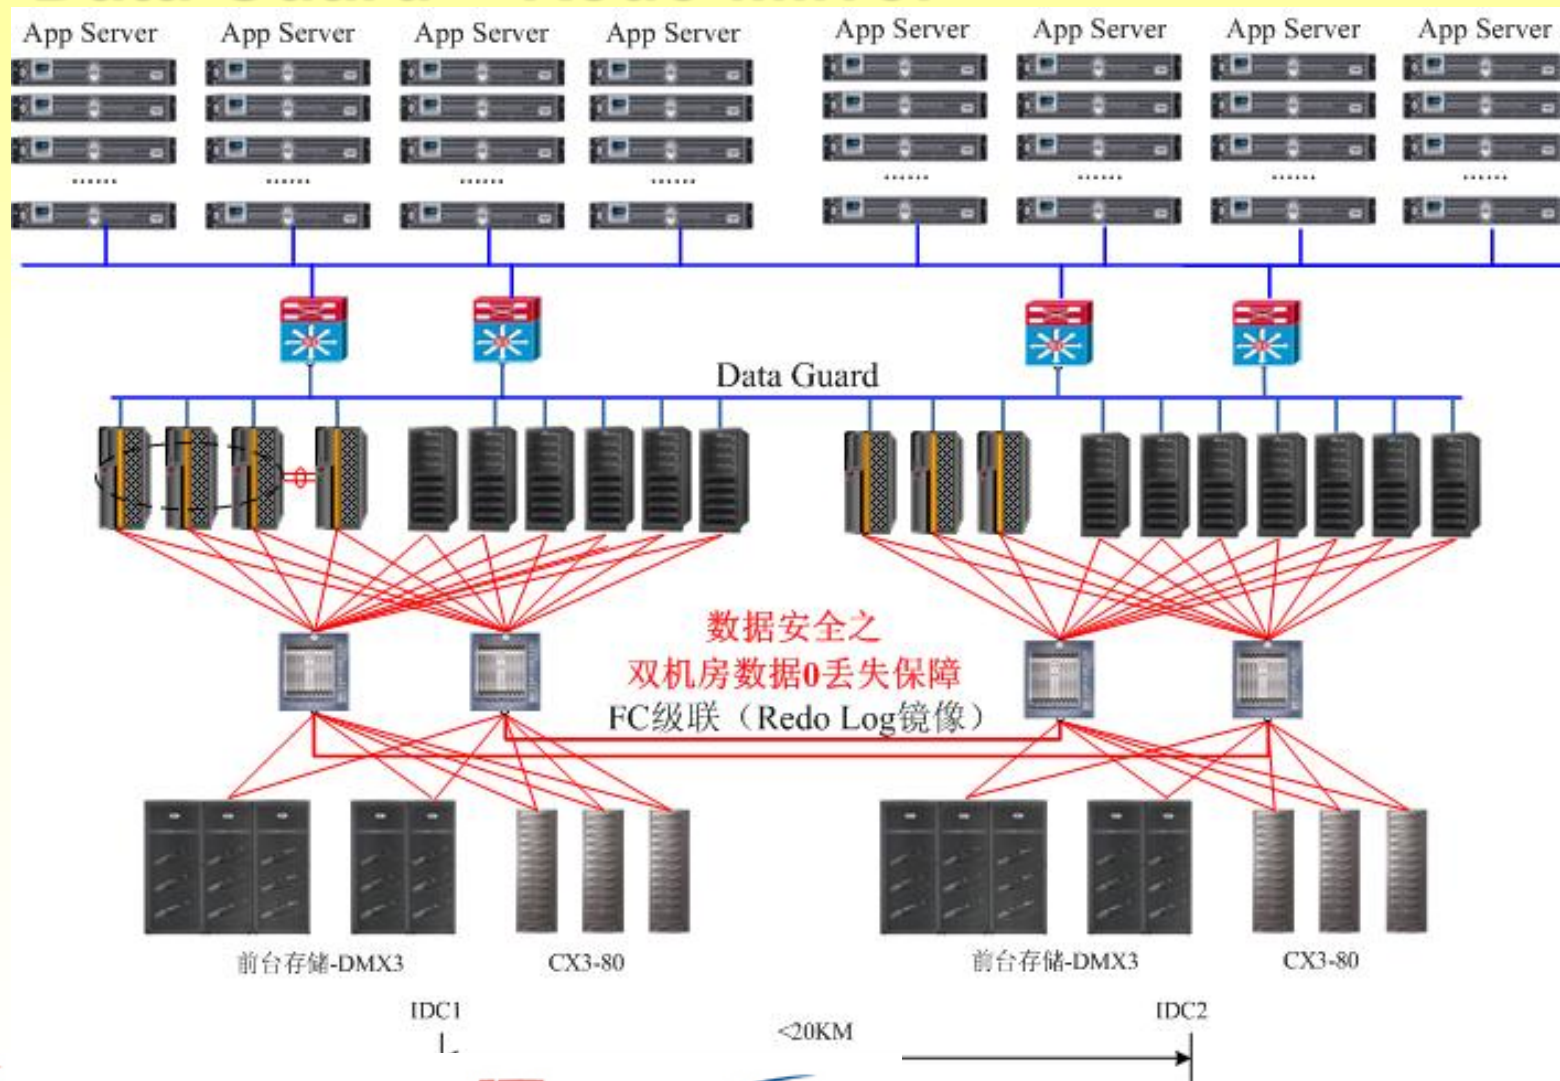 App Server App Server App Server App Server App Server App Server App Server App Server
...... ...... ...... ...... ...... ...... ...... ......
Data Guard
数据安全之
双机房数据0丢失保障
FC级联（Redo Log镜像）
前台存储-DMX3 CX3-80 前台存储-DMX3 CX3-80
IDC1 IDC2
<20KM